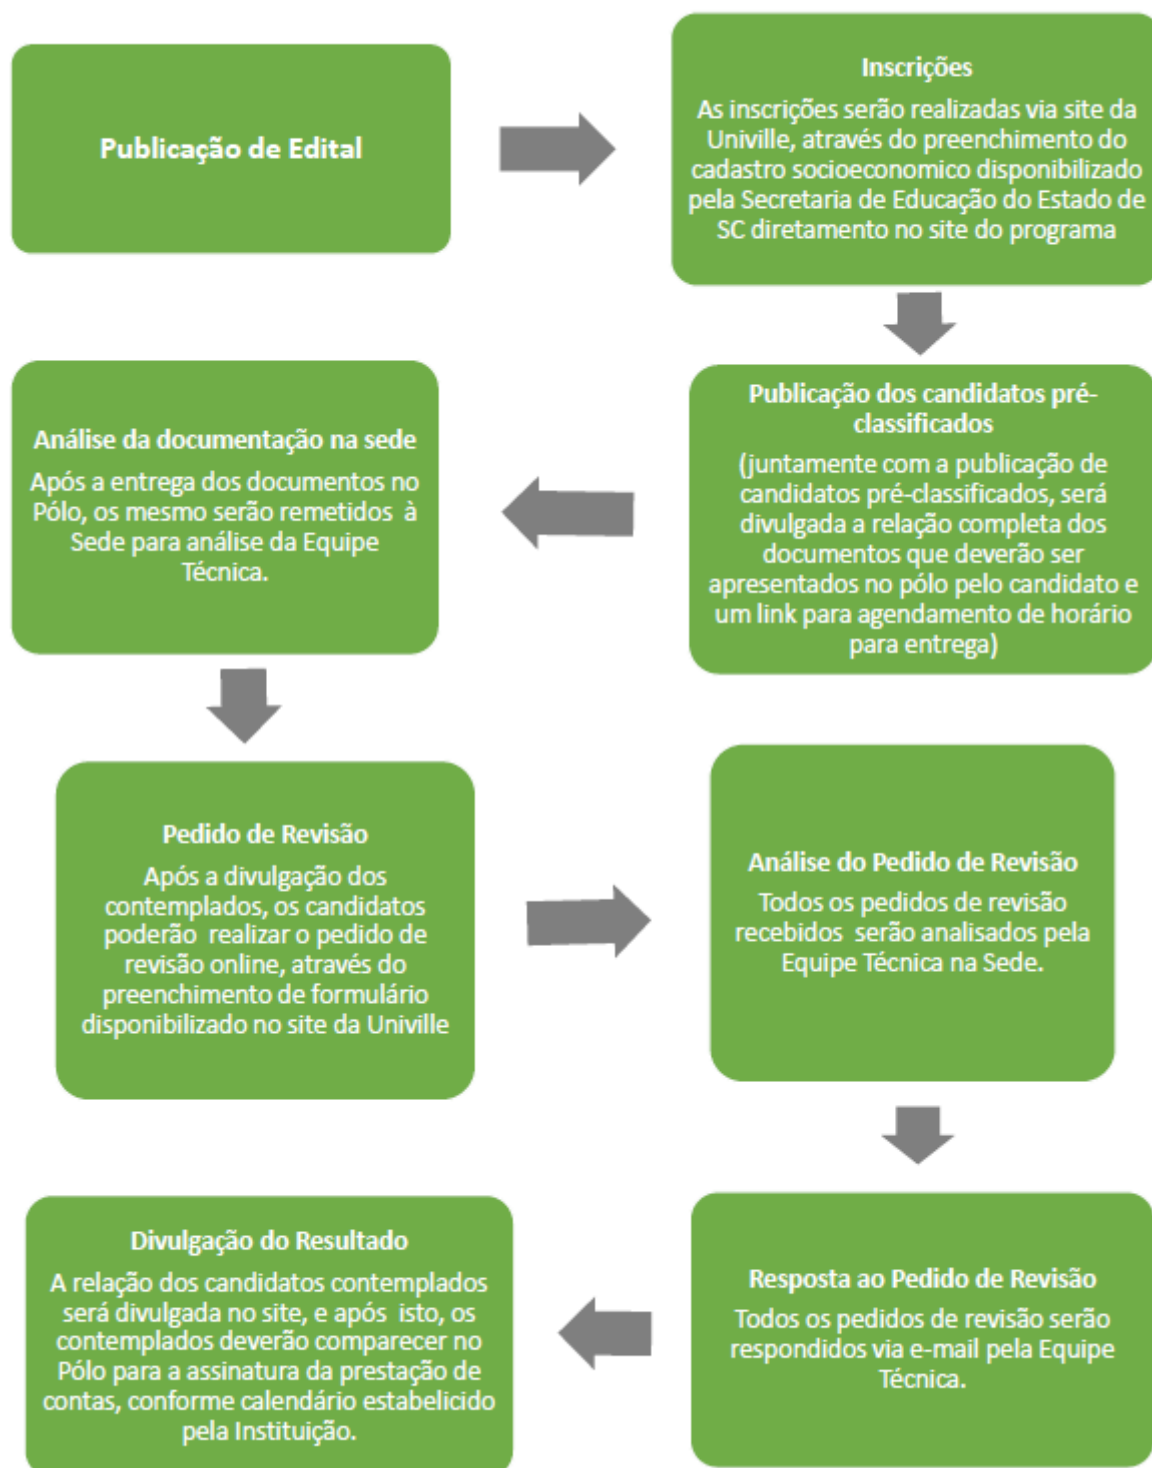 Publicação de Edital
Inscrições
As inscrições serão realizadas via site da
Univille, através do preenchimento do
cadastro socioeconomico disponibilizado
pela Secretaria de Educação do Estado de
SC diretamento no site do programa
Publicação dos candidatos pré-
classificados
(juntamente com a publicação de
candidatos pré-classificados, será
divulgada a relação completa dos
documentos que deverão ser
apresentados no pólo pelo candidato e
um link para agendamento de horário
para entrega)
Análise da documentação na sede
Após a entrega dos documentos no
Pólo, os mesmo serão remetidos à
Sede para análise da Equipe
Técnica.
Pedido de Revisão
Após a divulgação dos
contemplados, os candidatos
poderão realizar o pedido de
revisão online, através do
preenchimento de formulário
disponibilizado no site da Univille
Análise do Pedido de Revisão
Todos os pedidos de revisão
recebidos serão analisados pela
Equipe Técnica na Sede.
Resposta ao Pedido de Revisão
Todos os pedidos de revisão serão
respondidos via e-mail pela Equipe
Técnica.
Divulgação do Resultado
A relação dos candidatos contemplados
será divulgada no site, e após isto, os
contemplados deverão comparecer no
Pólo para a assinatura da prestação de
contas, conforme calendário estabelicido
pela Instituição.